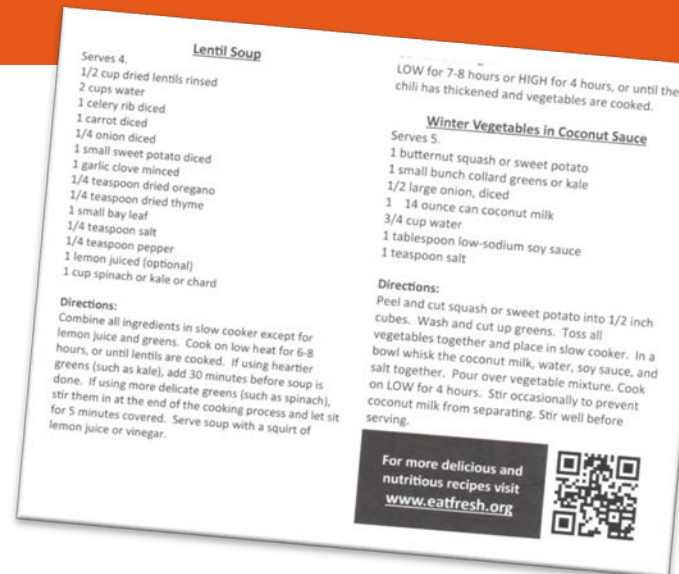 Lentil Soup
Serves 4.
1/2 cup dried lentils rinsed
2 cups water
1 celery rib diced
1 carrot diced
1/4 onion diced
1 small sweet potato diced
1 garlic clove minced
1/4 teaspoon dried oregano
1/4 teaspoon dried thyme
1 small bay leaf
1/4 teaspoon salt
1/4 teaspoon pepper
1 lemon juiced (optional)
1 cup spinach or kale or chard
Directions:
Combine all ingredients in slow cooker except for
lemon juice and greens. Cook on low heat for 6-8
hours, or until lentils are cooked. If using heartier
greens (such as kale), add 30 minutes before soup is
done. If using more delicate greens (such as spinach),
stir them in at the end of the cooking process and let sit
for 5 minutes covered. Serve soup with a squirt of
lemon juice or vinegar.
LOW for 7-8 hours or HIGH for 4 hours, or until the
chili has thickened and vegetables are cooked.
Winter Vegetables in Coconut Sauce
Serves 5.
1 butternut squash or sweet potato
1 small bunch collard greens or kale
1/2 large onion, diced
1 14 ounce can coconut milk
3/4 cup water
1 tablespoon low-sodium soy sauce
1 teaspoon salt
Directions:
Peel and cut squash or sweet potato into 1/2 inch
cubes. Wash and cut up greens. Toss all
vegetables together and place in slow cooker. In a
bowl whisk the coconut milk, water, soy sauce, and
salt together. Pour over vegetable mixture. Cook
on LOW for 4 hours. Stir occasionally to prevent
coconut milk from separating. Stir well before
serving.
For more delicious and
nutritious recipes visit
www.eatfresh.org